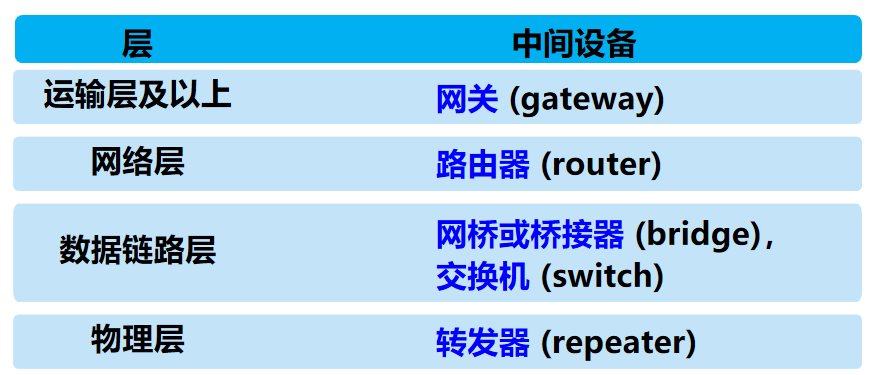 层 中间设备
运输层及以上 网关 (gateway)
网络层 路由器 (router)
数据链路层 网桥或桥接器 (bridge),
交换机 (switch)
物理层 转发器 (repeater)